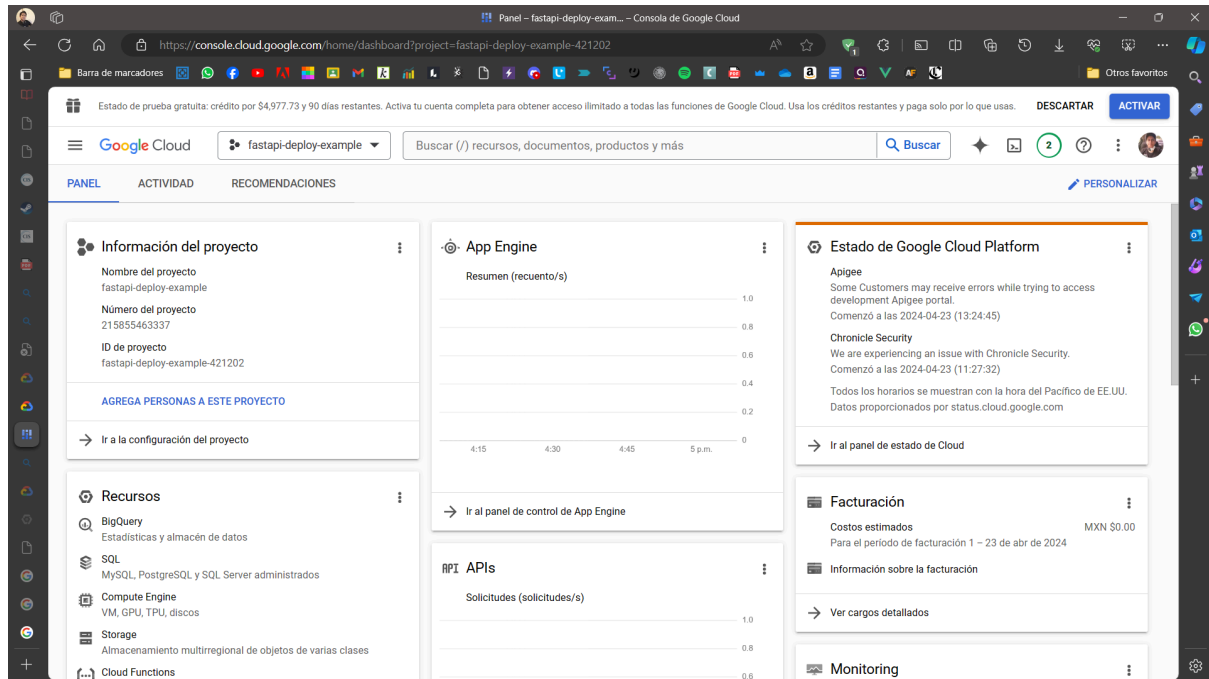 Panel – fastapi-deploy-exam... – Consola de Google Cloud
https://console.cloud.google.com/home/dashboard?project=fastapi-deploy-example-421202
Barra de marcadores
Otros favoritos
Estado de prueba gratuita: crédito por $4,977.73 y 90 días restantes. Activa tu cuenta completa para obtener acceso ilimitado a todas las funciones de Google Cloud. Usa los créditos restantes y paga solo por lo que usas.
DESCARTAR
ACTIVAR
Google Cloud
fastapi-deploy-example
Buscar (/) recursos, documentos, productos y más
Buscar
2
PANEL
ACTIVIDAD
RECOMENDACIONES
PERSONALIZAR
Información del proyecto
Nombre del proyecto
fastapi-deploy-example
Número del proyecto
215855463337
ID de proyecto
fastapi-deploy-example-421202
AGREGA PERSONAS A ESTE PROYECTO
Ir a la configuración del proyecto
Recursos
BigQuery
Estadísticas y almacén de datos
SQL
MySQL, PostgreSQL y SQL Server administrados
Compute Engine
VM, GPU, TPU, discos
Storage
Almacenamiento multirregional de objetos de varias clases
Cloud Functions
App Engine
Resumen (recuento/s)
1.0
0.8
0.6
0.4
0.2
0
4:15
4:30
4:45
5 p.m.
Ir al panel de control de App Engine
API APIs
Solicitudes (solicitudes/s)
1.0
0.8
0.6
Estado de Google Cloud Platform
Apigee
Some Customers may receive errors while trying to access
development Apigee portal.
Comenzó a las 2024-04-23 (13:24:45)
Chronicle Security
We are experiencing an issue with Chronicle Security.
Comenzó a las 2024-04-23 (11:27:32)
Todos los horarios se muestran con la hora del Pacífico de EE.UU.
Datos proporcionados por status.cloud.google.com
Ir al panel de estado de Cloud
Facturación
Costos estimados
MXN $0.00
Para el período de facturación 1 – 23 de abr de 2024
Información sobre la facturación
Ver cargos detallados
Monitoring